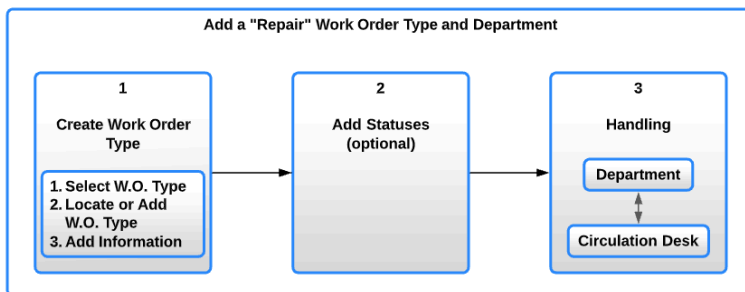 Add a "Repair" Work Order Type and Department
1
Create Work Order
Type
1. Select W.O. Type
2. Locate or Add
W.O. Type
3. Add Information
2
Add Statuses
(optional)
3
Handling
Department
Circulation Desk